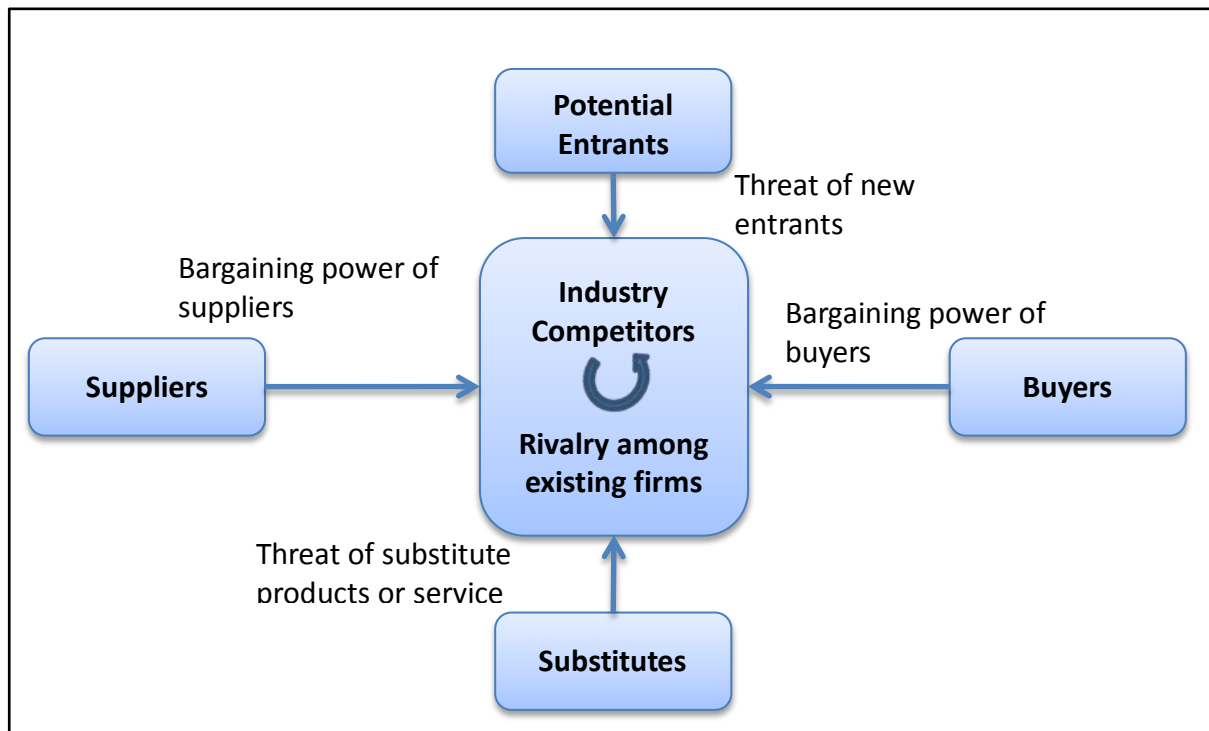 Potential
Entrants
Threat of new
entrants
Bargaining power of
suppliers
Industry
Competitors
Bargaining power of
buyers
Suppliers
Buyers
Rivalry among
existing firms
Threat of substitute
products or service
Substitutes